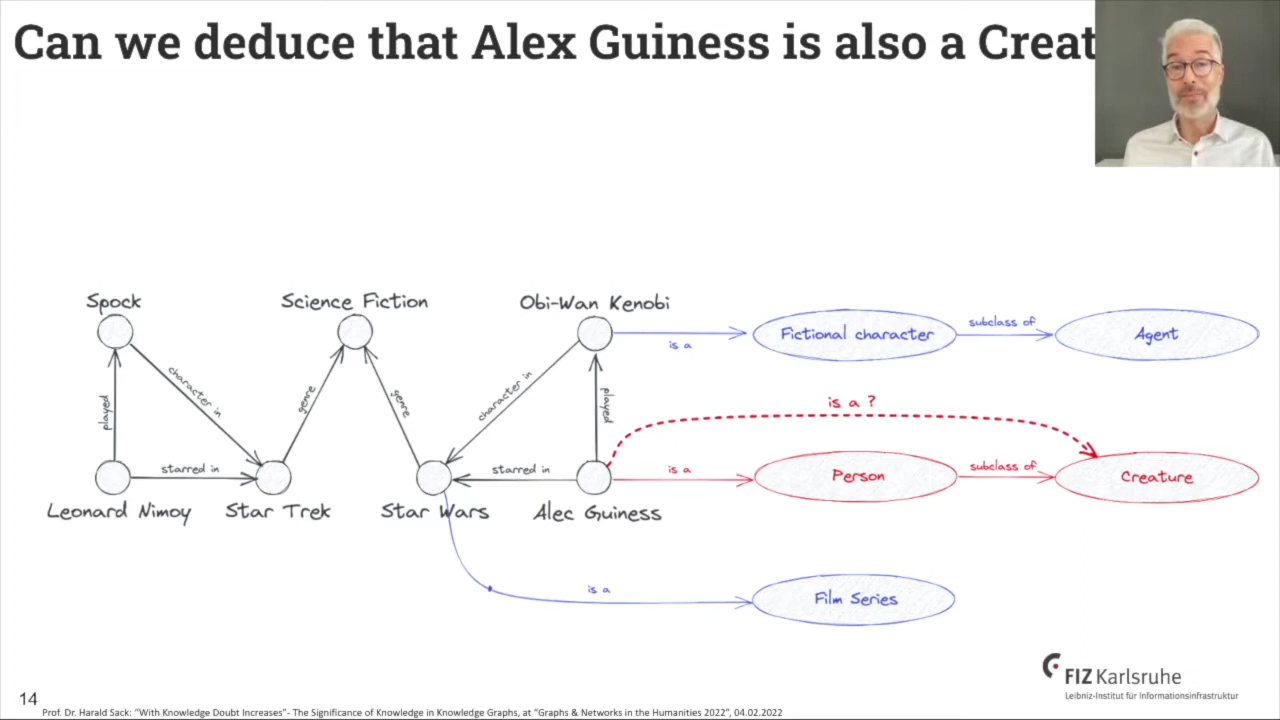 Can we deduce that Alex Guiness is also a Creat
Spock
Science Fiction
Obi-Wan Kenobi
Fictional character
subclass of
Agent
is a
played
character in
genre
genre
character in
played
is a ?
starred in
starred in
is a
Person
subclass of
Creature
Leonard Nimoy
Star Trek
Star Wars
Alec Guiness
is a
Film Series
FIZ Karlsruhe
Leibniz-Institut für Informationsinfrastruktur
14
Prof. Dr. Harald Sack: "With Knowledge Doubt Increases"- The Significance of Knowledge in Knowledge Graphs, at "Graphs & Networks in the Humanities 2022", 04.02.2022